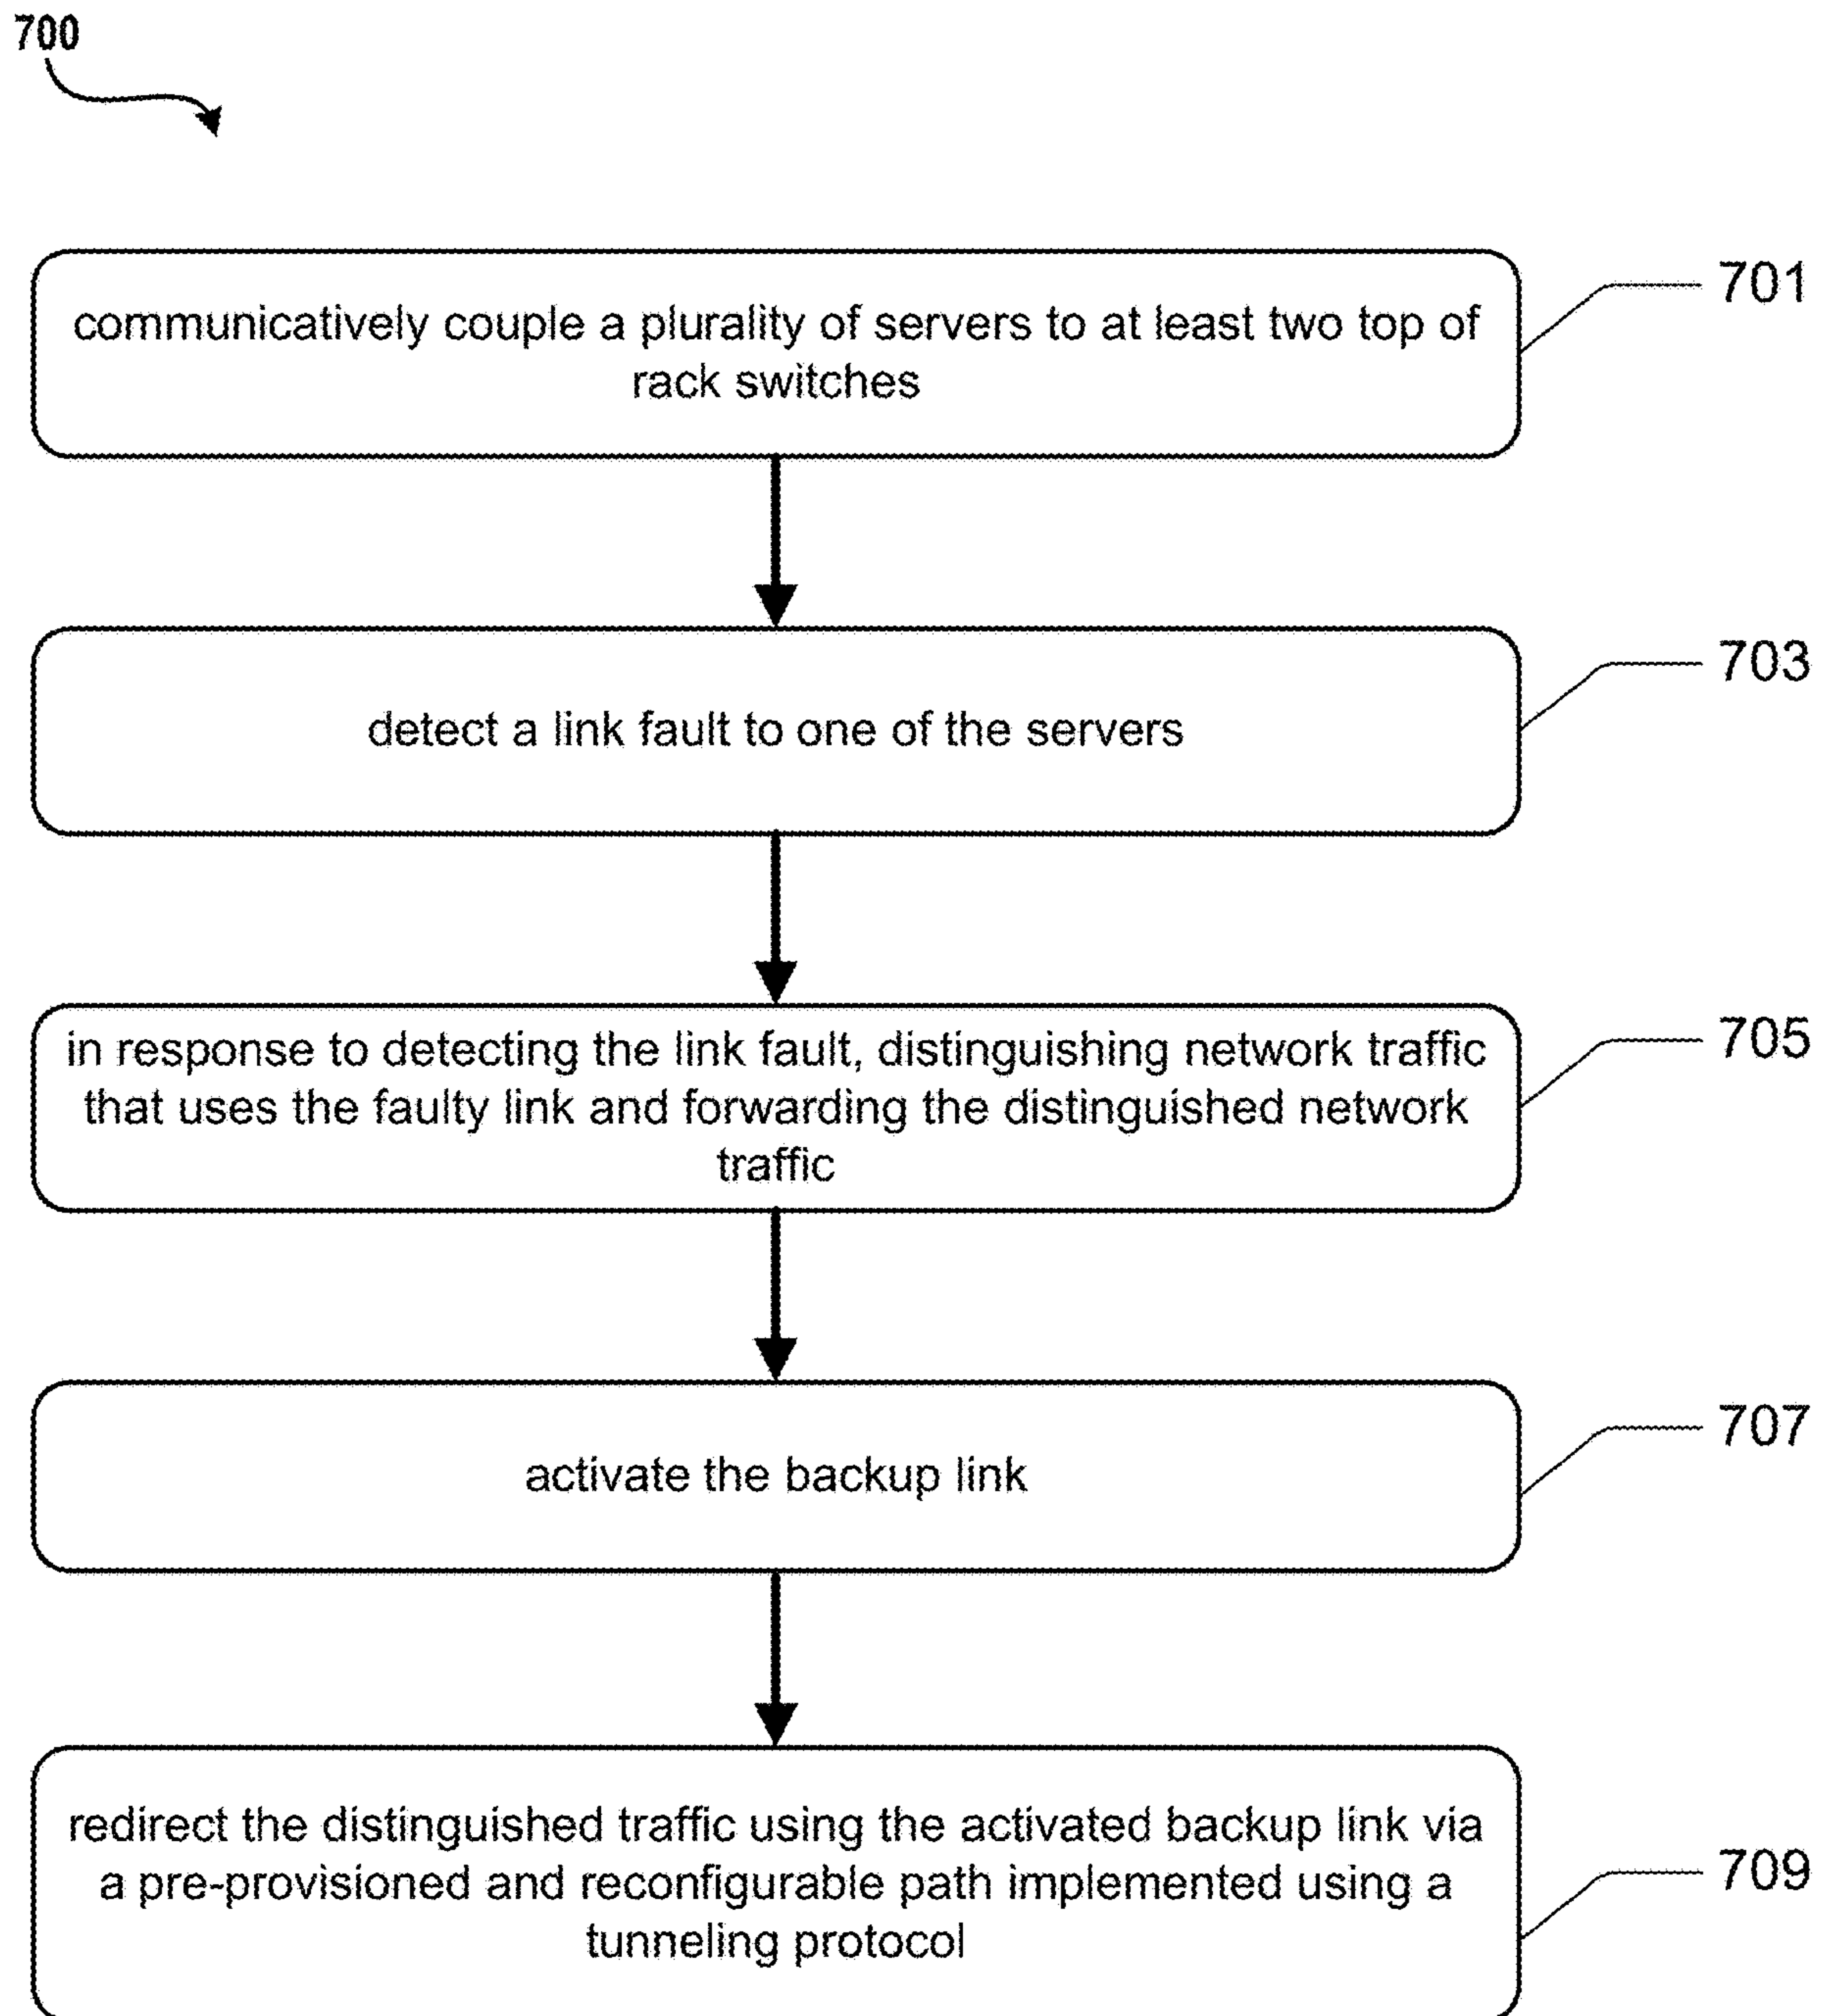 700
communicatively couple a plurality of servers to at least two top of
rack switches
701
detect a link fault to one of the servers
703
in response to detecting the link fault, distinguishing network traffic
that uses the faulty link and forwarding the distinguished network
traffic
705
activate the backup link
707
redirect the distinguished traffic using the activated backup link via
a pre-provisioned and reconfigurable path implemented using a
tunneling protocol
709